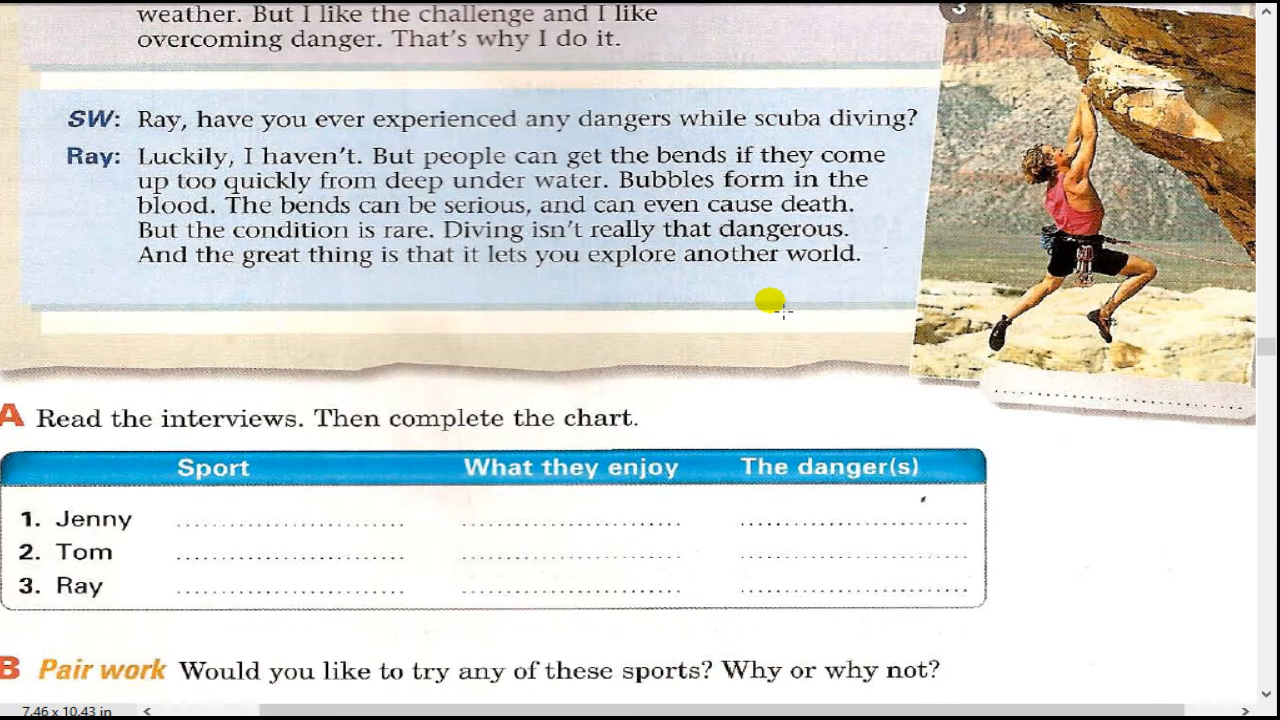 weather. But I like the challenge and I like
overcoming danger. That's why I do it.
3
SW: Ray, have you ever experienced any dangers while scuba diving?
Ray: Luckily, I haven't. But people can get the bends if they come
up too quickly from deep under water. Bubbles form in the
blood. The bends can be serious, and can even cause death.
But the condition is rare. Diving isn't really that dangerous.
And the great thing is that it lets you explore another world.
A Read the interviews. Then complete the chart.
Sport What they enjoy The danger(s)
1. Jenny
2. Tom
3. Ray
B Pair work Would you like to try any of these sports? Why or why not?
7.46 x 10.43 in